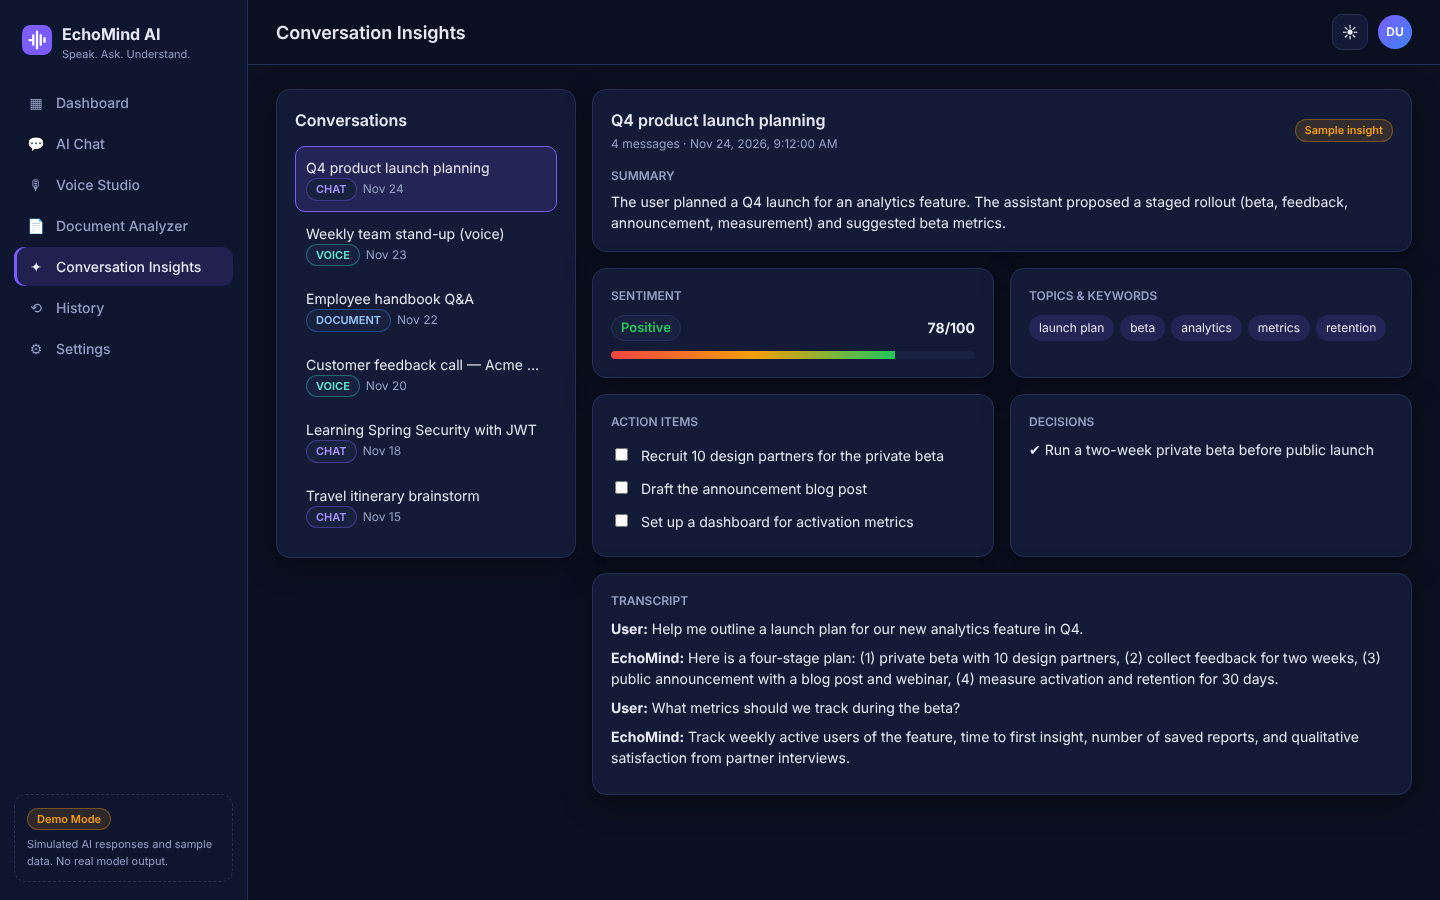 EchoMind AI
Speak. Ask. Understand.
Dashboard
AI Chat
Voice Studio
Document Analyzer
Conversation Insights
History
Settings
Demo Mode
Simulated AI responses and sample
data. No real model output.
Conversation Insights
DU
Conversations
Q4 product launch planning
CHAT Nov 24
Weekly team stand-up (voice)
VOICE Nov 23
Employee handbook Q&A
DOCUMENT Nov 22
Customer feedback call — Acme ...
VOICE Nov 20
Learning Spring Security with JWT
CHAT Nov 18
Travel itinerary brainstorm
CHAT Nov 15
Q4 product launch planning
4 messages · Nov 24, 2026, 9:12:00 AM
Sample insight
SUMMARY
The user planned a Q4 launch for an analytics feature. The assistant proposed a staged rollout (beta, feedback,
announcement, measurement) and suggested beta metrics.
SENTIMENT
Positive 78/100
TOPICS & KEYWORDS
launch plan beta analytics metrics retention
ACTION ITEMS
Recruit 10 design partners for the private beta
Draft the announcement blog post
Set up a dashboard for activation metrics
DECISIONS
✔ Run a two-week private beta before public launch
TRANSCRIPT
User: Help me outline a launch plan for our new analytics feature in Q4.
EchoMind: Here is a four-stage plan: (1) private beta with 10 design partners, (2) collect feedback for two weeks, (3)
public announcement with a blog post and webinar, (4) measure activation and retention for 30 days.
User: What metrics should we track during the beta?
EchoMind: Track weekly active users of the feature, time to first insight, number of saved reports, and qualitative
satisfaction from partner interviews.